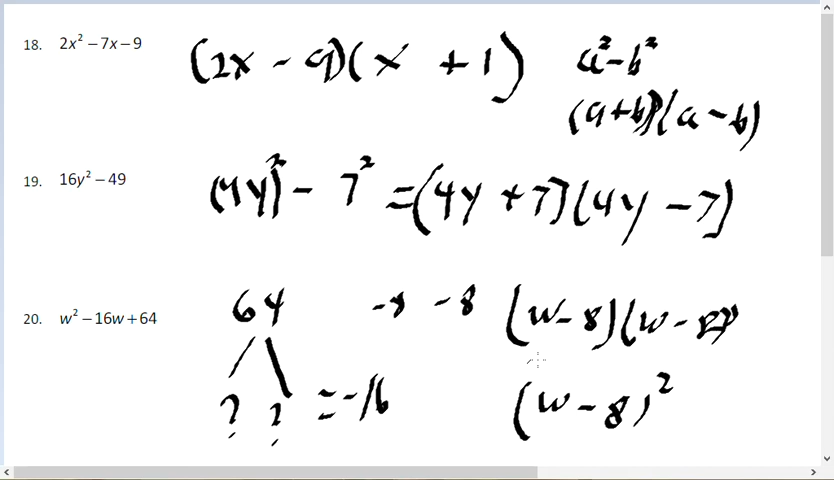 18. 2x² − 7x − 9 (2x - 9)(x + 1) a² - b²
(a+b)(a - b)
19. 16y² − 49 (4y)² - 7² = (4y + 7)(4y - 7)
20. w² − 16w + 64 64 -8 -8 (w - 8)(w - 8)
? ? = -16 (w - 8)²